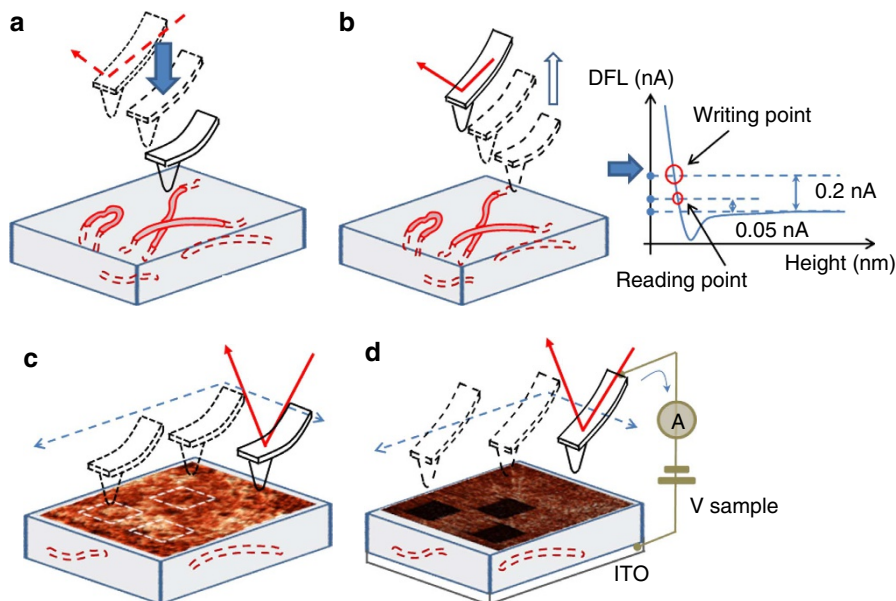 a
b
DFL (nA)
Writing point
0.2 nA
0.05 nA
Height (nm)
Reading point
c
d
A
V sample
ITO